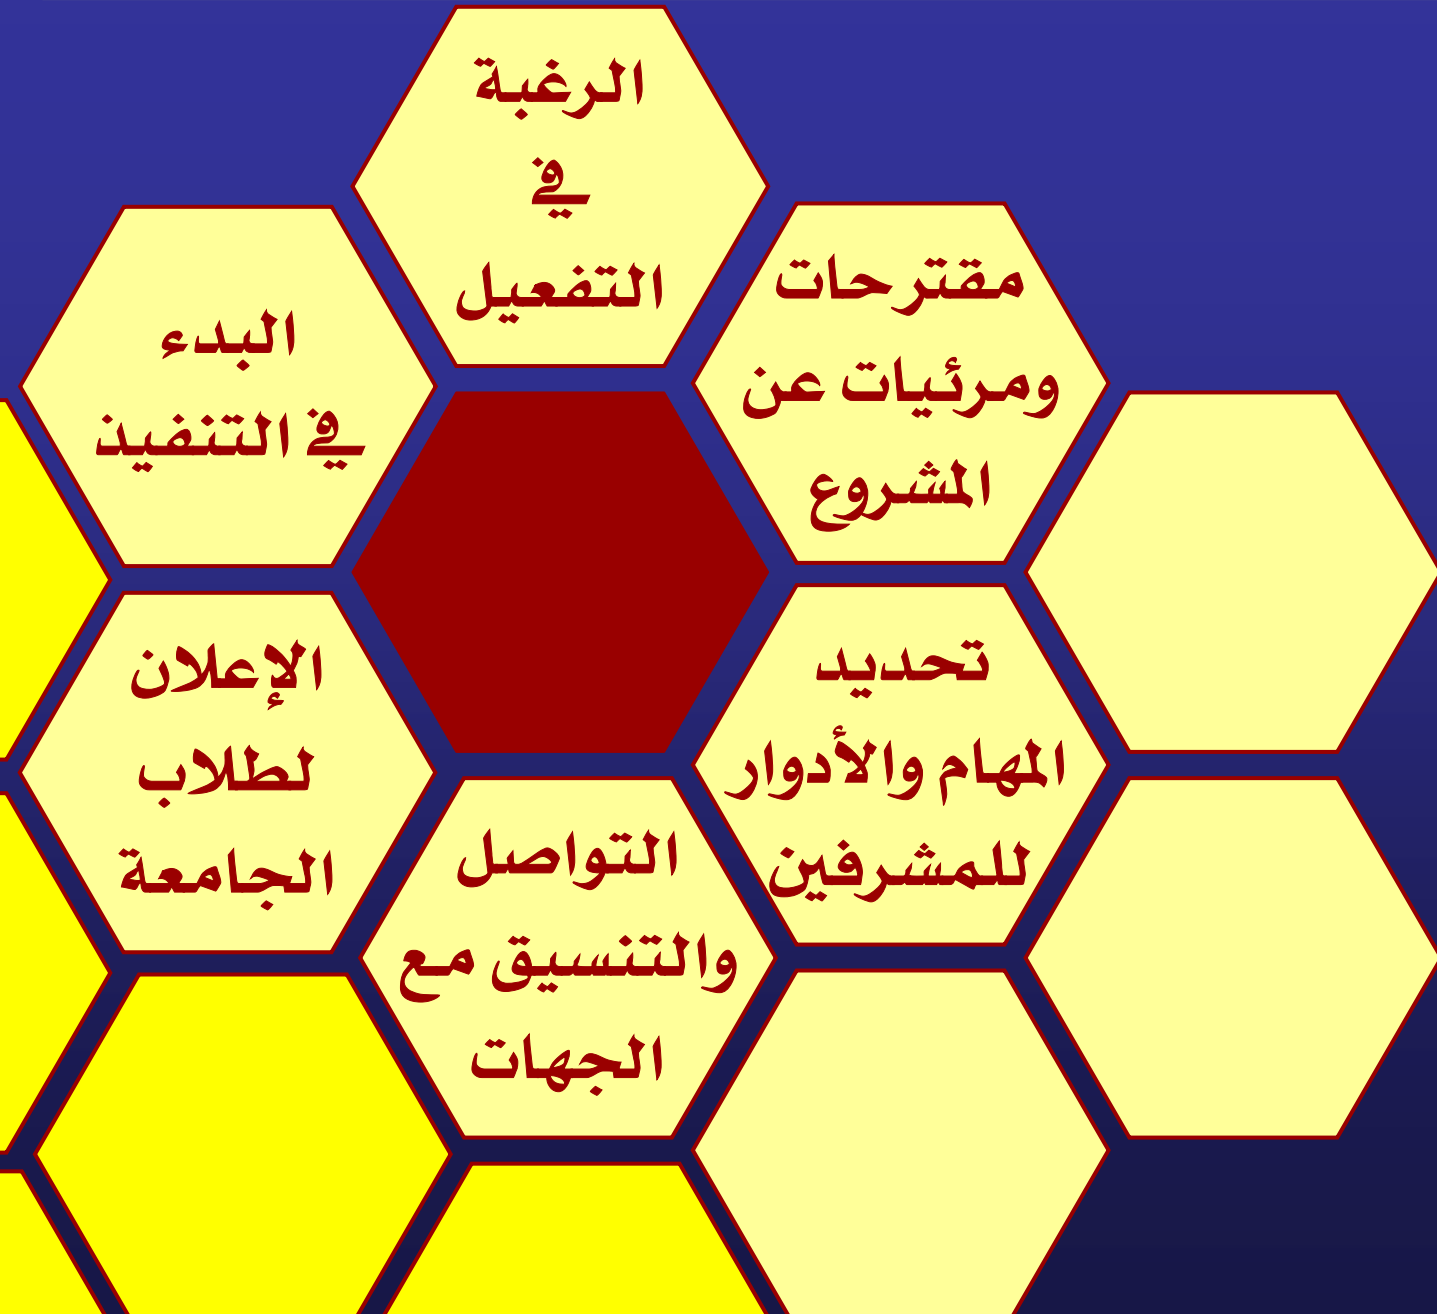 الرغبة
في
التفعيل
مقترحات
ومرئيات عن
المشروع
تحديد
المهام والأدوار
للمشرفين
التواصل
والتنسيق مع
الجهات
الإعلان
لطلاب
الجامعة
البدء
في التنفيذ